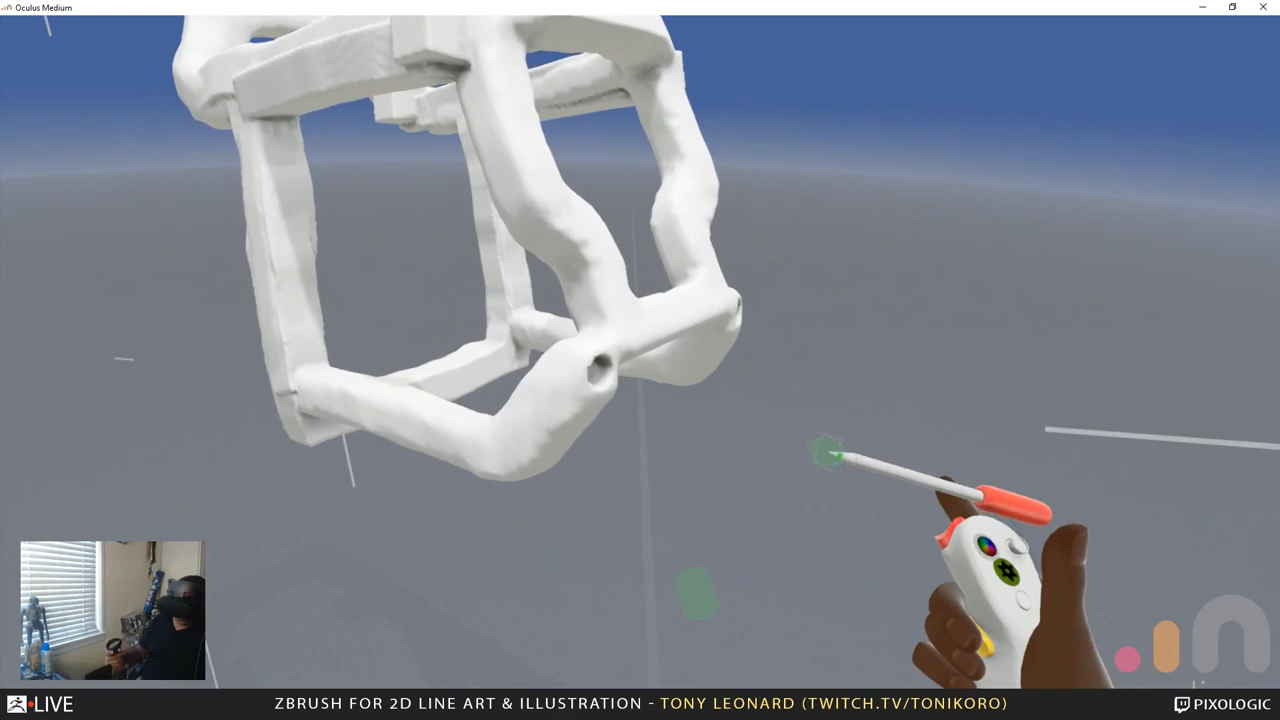 Oculus Medium
LIVE
ZBRUSH FOR 2D LINE ART & ILLUSTRATION - TONY LEONARD (TWITCH.TV/TONIKORO)
PIXOLOGIC